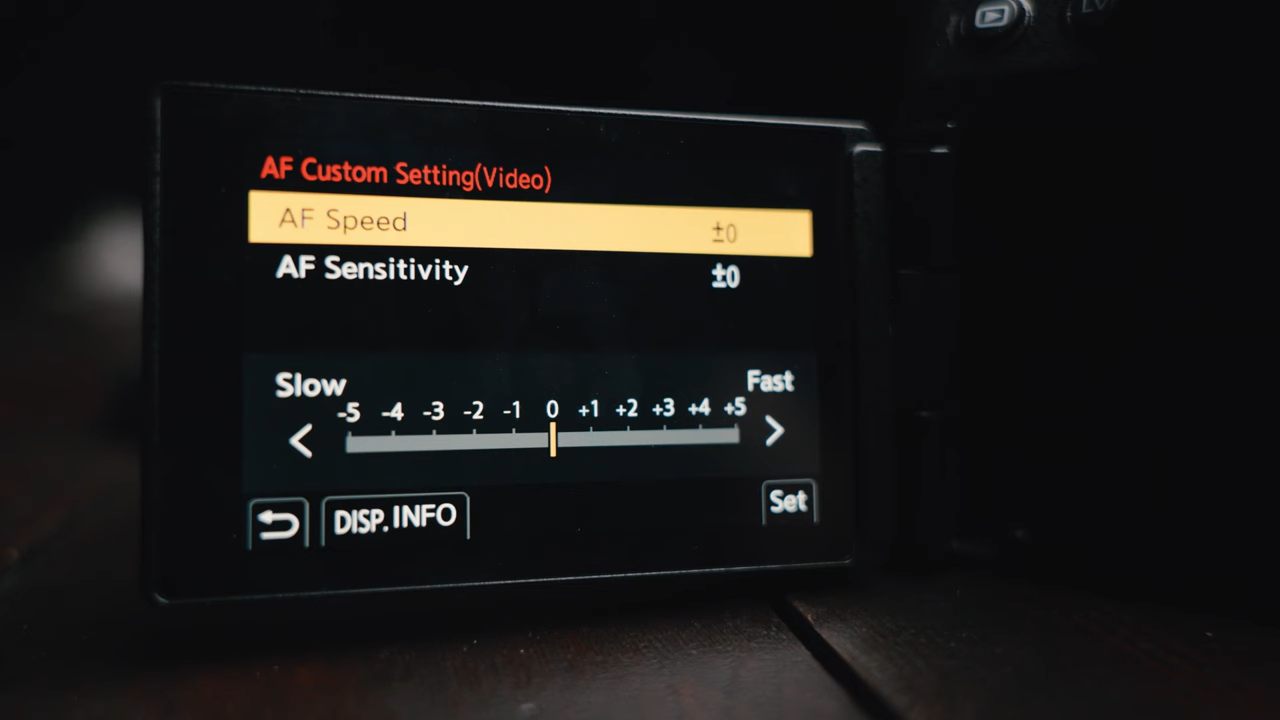 AF Custom Setting(Video)
AF Speed ±0
AF Sensitivity ±0
Slow Fast
-5 -4 -3 -2 -1 0 +1 +2 +3 +4 +5
DISP. INFO Set